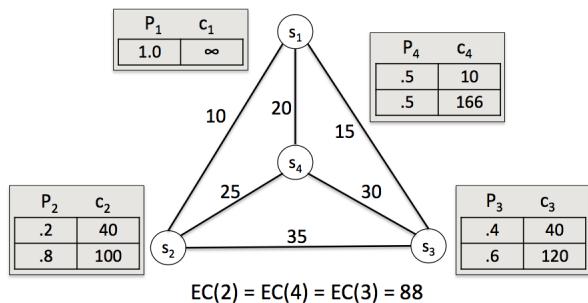 P1 c1
1.0 ∞
s1
P4 c4
.5 10
.5 166
10
20
15
s4
25
30
P2 c2
.2 40
.8 100
P3 c3
.4 40
.6 120
s2
35
s3
EC(2) = EC(4) = EC(3) = 88